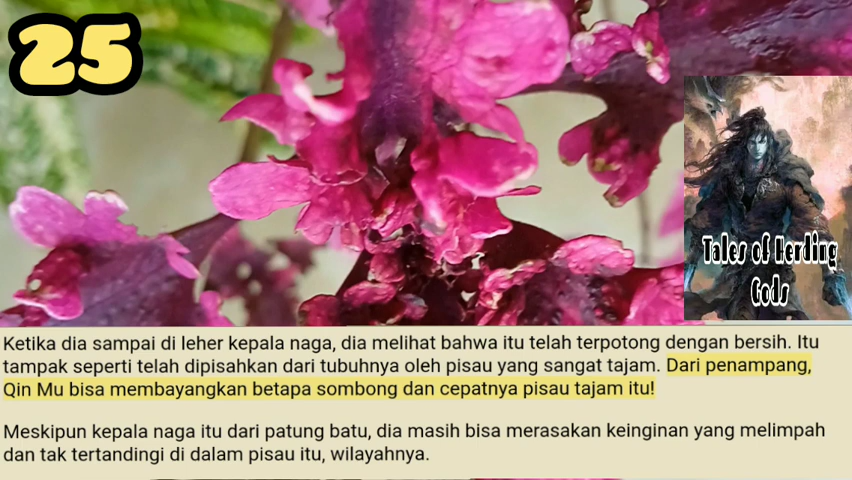 25
Tales of Herding
Gods
Ketika dia sampai di leher kepala naga, dia melihat bahwa itu telah terpotong dengan bersih. Itu
tampak seperti telah dipisahkan dari tubuhnya oleh pisau yang sangat tajam. Dari penampang,
Qin Mu bisa membayangkan betapa sombong dan cepatnya pisau tajam itu!
Meskipun kepala naga itu dari patung batu, dia masih bisa merasakan keinginan yang melimpah
dan tak tertandingi di dalam pisau itu, wilayahnya.